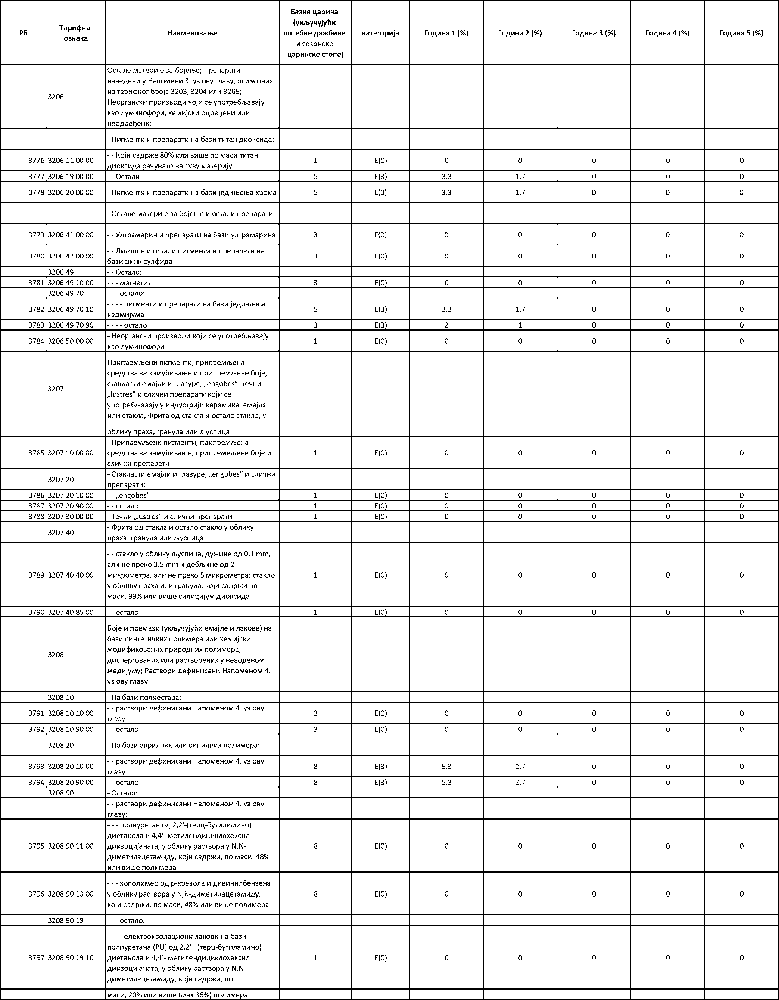 РБ Тарифна ознака Наименовање Базна царина (укључујући посебне дажбине и сезонске царинске стопе) категорија Година 1 (%) Година 2 (%) Година 3 (%) Година 4 (%) Година 5 (%)
3206 Остале материје за бојење; Препарати
наведени у Напомени 3. уз ову главу, осим оних
из тарифног броја 3203, 3204 или 3205;
Неоргански производи који се употребљавају
као луминофори, хемијски одређени или
неодређени:
- Пигменти и препарати на бази титан диоксида:
3776 3206 11 00 00 - - Који садрже 80% или више по маси титан
диоксида рачунато на суву материју 1 E(0) 0 0 0 0 0
3777 3206 19 00 00 - - Остали 5 E(3) 3.3 1.7 0 0 0
3778 3206 20 00 00 - Пигменти и препарати на бази једињења хрома 5 E(3) 3.3 1.7 0 0 0
- Остале материје за бојење и остали препарати:
3779 3206 41 00 00 - - Ултрамарин и препарати на бази ултрамарина 3 E(0) 0 0 0 0 0
3780 3206 42 00 00 - - Литопон и остали пигменти и препарати на
бази цинк сулфида 3 E(0) 0 0 0 0 0
3206 49 - - Остало:
3781 3206 49 10 00 - - - магнетит 3 E(0) 0 0 0 0 0
3206 49 70 - - - остало:
3782 3206 49 70 10 - - - - пигменти и препарати на бази једињења
кадмијума 5 E(3) 3.3 1.7 0 0 0
3783 3206 49 70 90 - - - - остало 3 E(3) 2 1 0 0 0
3784 3206 50 00 00 - Неоргански производи који се употребљавају
као луминофори 1 E(0) 0 0 0 0 0
3207 Припремљени пигменти, припремљена
средства за замућивање и припремљене боје,
стакласти емајли и глазуре, „engobes”, течни
„lustres” и слични препарати који се
употребљавају у индустрији керамике, емајла
или стакла; Фрита од стакла и остало стакло, у
облику праха, гранула или љуспица:
3785 3207 10 00 00 - Припремљени пигменти, припремљена
средства за замућивање, припремељене боје и
слични препарати 1 E(0) 0 0 0 0 0
3207 20 - Стакласти емајли и глазуре, „engobes” и слични
препарати:
3786 3207 20 10 00 - - „engobes” 1 E(0) 0 0 0 0 0
3787 3207 20 90 00 - - остало 1 E(0) 0 0 0 0 0
3788 3207 30 00 00 - Течни „lustres” и слични препарати 1 E(0) 0 0 0 0 0
3207 40 - Фрита од стакла и остало стакло у облику
праха, гранула или љуспица:
3789 3207 40 40 00 - - стакло у облику љуспица, дужине од 0,1 mm,
али не преко 3,5 mm и дебљине од 2
микрометра, али не преко 5 микрометра; стакло
у облику праха или гранула, који садржи по
маси, 99% или више силицијум диоксида 1 E(0) 0 0 0 0 0
3790 3207 40 85 00 - - остало 1 E(0) 0 0 0 0 0
3208 Боје и премази (укључујући емајле и лакове) на
бази синтетичких полимера или хемијски
модификованих природних полимера,
диспергованих или растворених у неводеном
медијуму; Раствори дефинисани Напоменом 4.
уз ову главу:
3208 10 - На бази полиестара:
3791 3208 10 10 00 - - раствори дефинисани Напоменом 4. уз ову
главу 3 E(0) 0 0 0 0 0
3792 3208 10 90 00 - - остало 3 E(0) 0 0 0 0 0
3208 20 - На бази акрилних или винилних полимера:
3793 3208 20 10 00 - - раствори дефинисани Напоменом 4. уз ову
главу 8 E(3) 5.3 2.7 0 0 0
3794 3208 20 90 00 - - остало 8 E(3) 5.3 2.7 0 0 0
3208 90 - Остало:
- - раствори дефинисани Напоменом 4. уз ову
главу:
3795 3208 90 11 00 - - - полиуретан од 2,2'-(терц-бутилимино)
диетанола и 4,4'- метилендициклохексил
диизоцијаната, у облику раствора у N,N-
диметилацетамиду, који садржи, по маси, 48%
или више полимера 8 E(0) 0 0 0 0 0
3796 3208 90 13 00 - - - кополимер од p-крезола и дивинилбензена
у облику раствора у N,N-диметилацетамиду,
који садржи, по маси, 48% или више полимера 8 E(0) 0 0 0 0 0
3208 90 19 - - - остало:
3797 3208 90 19 10 - - - - електроизолациони лакови на бази
полиуретана (PU) од 2,2' –(терц-бутиламино)
диетанола и 4,4’- метилендициклохексил
диизоцијаната, у облику раствора у N,N-
диметилацетамиду, који садржи, по 1 E(0) 0 0 0 0 0
маси, 20% или више (мах 36%) полимера